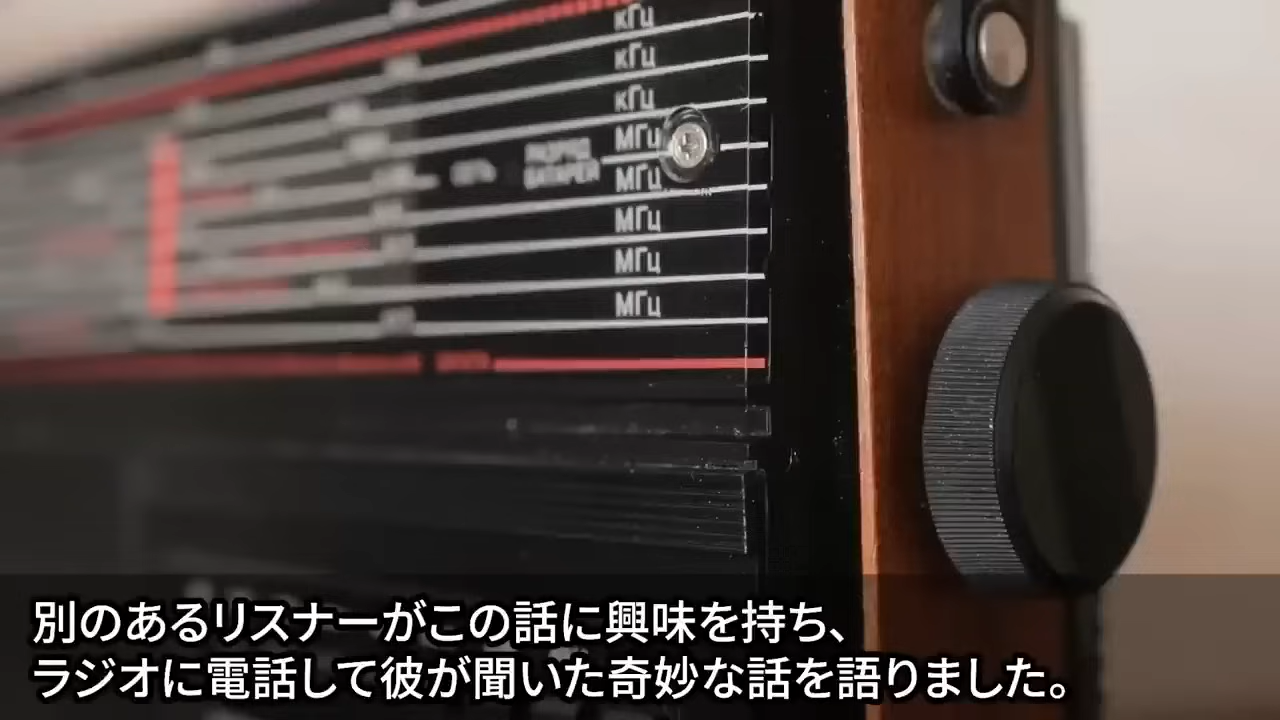 кГц
кГц
кГц
МГц
РАЗРЯД
БАТАРЕЙ
МГц
МГц
МГц
МГц
別のあるリスナーがこの話に興味を持ち、
ラジオに電話して彼が聞いた奇妙な話を語りました。